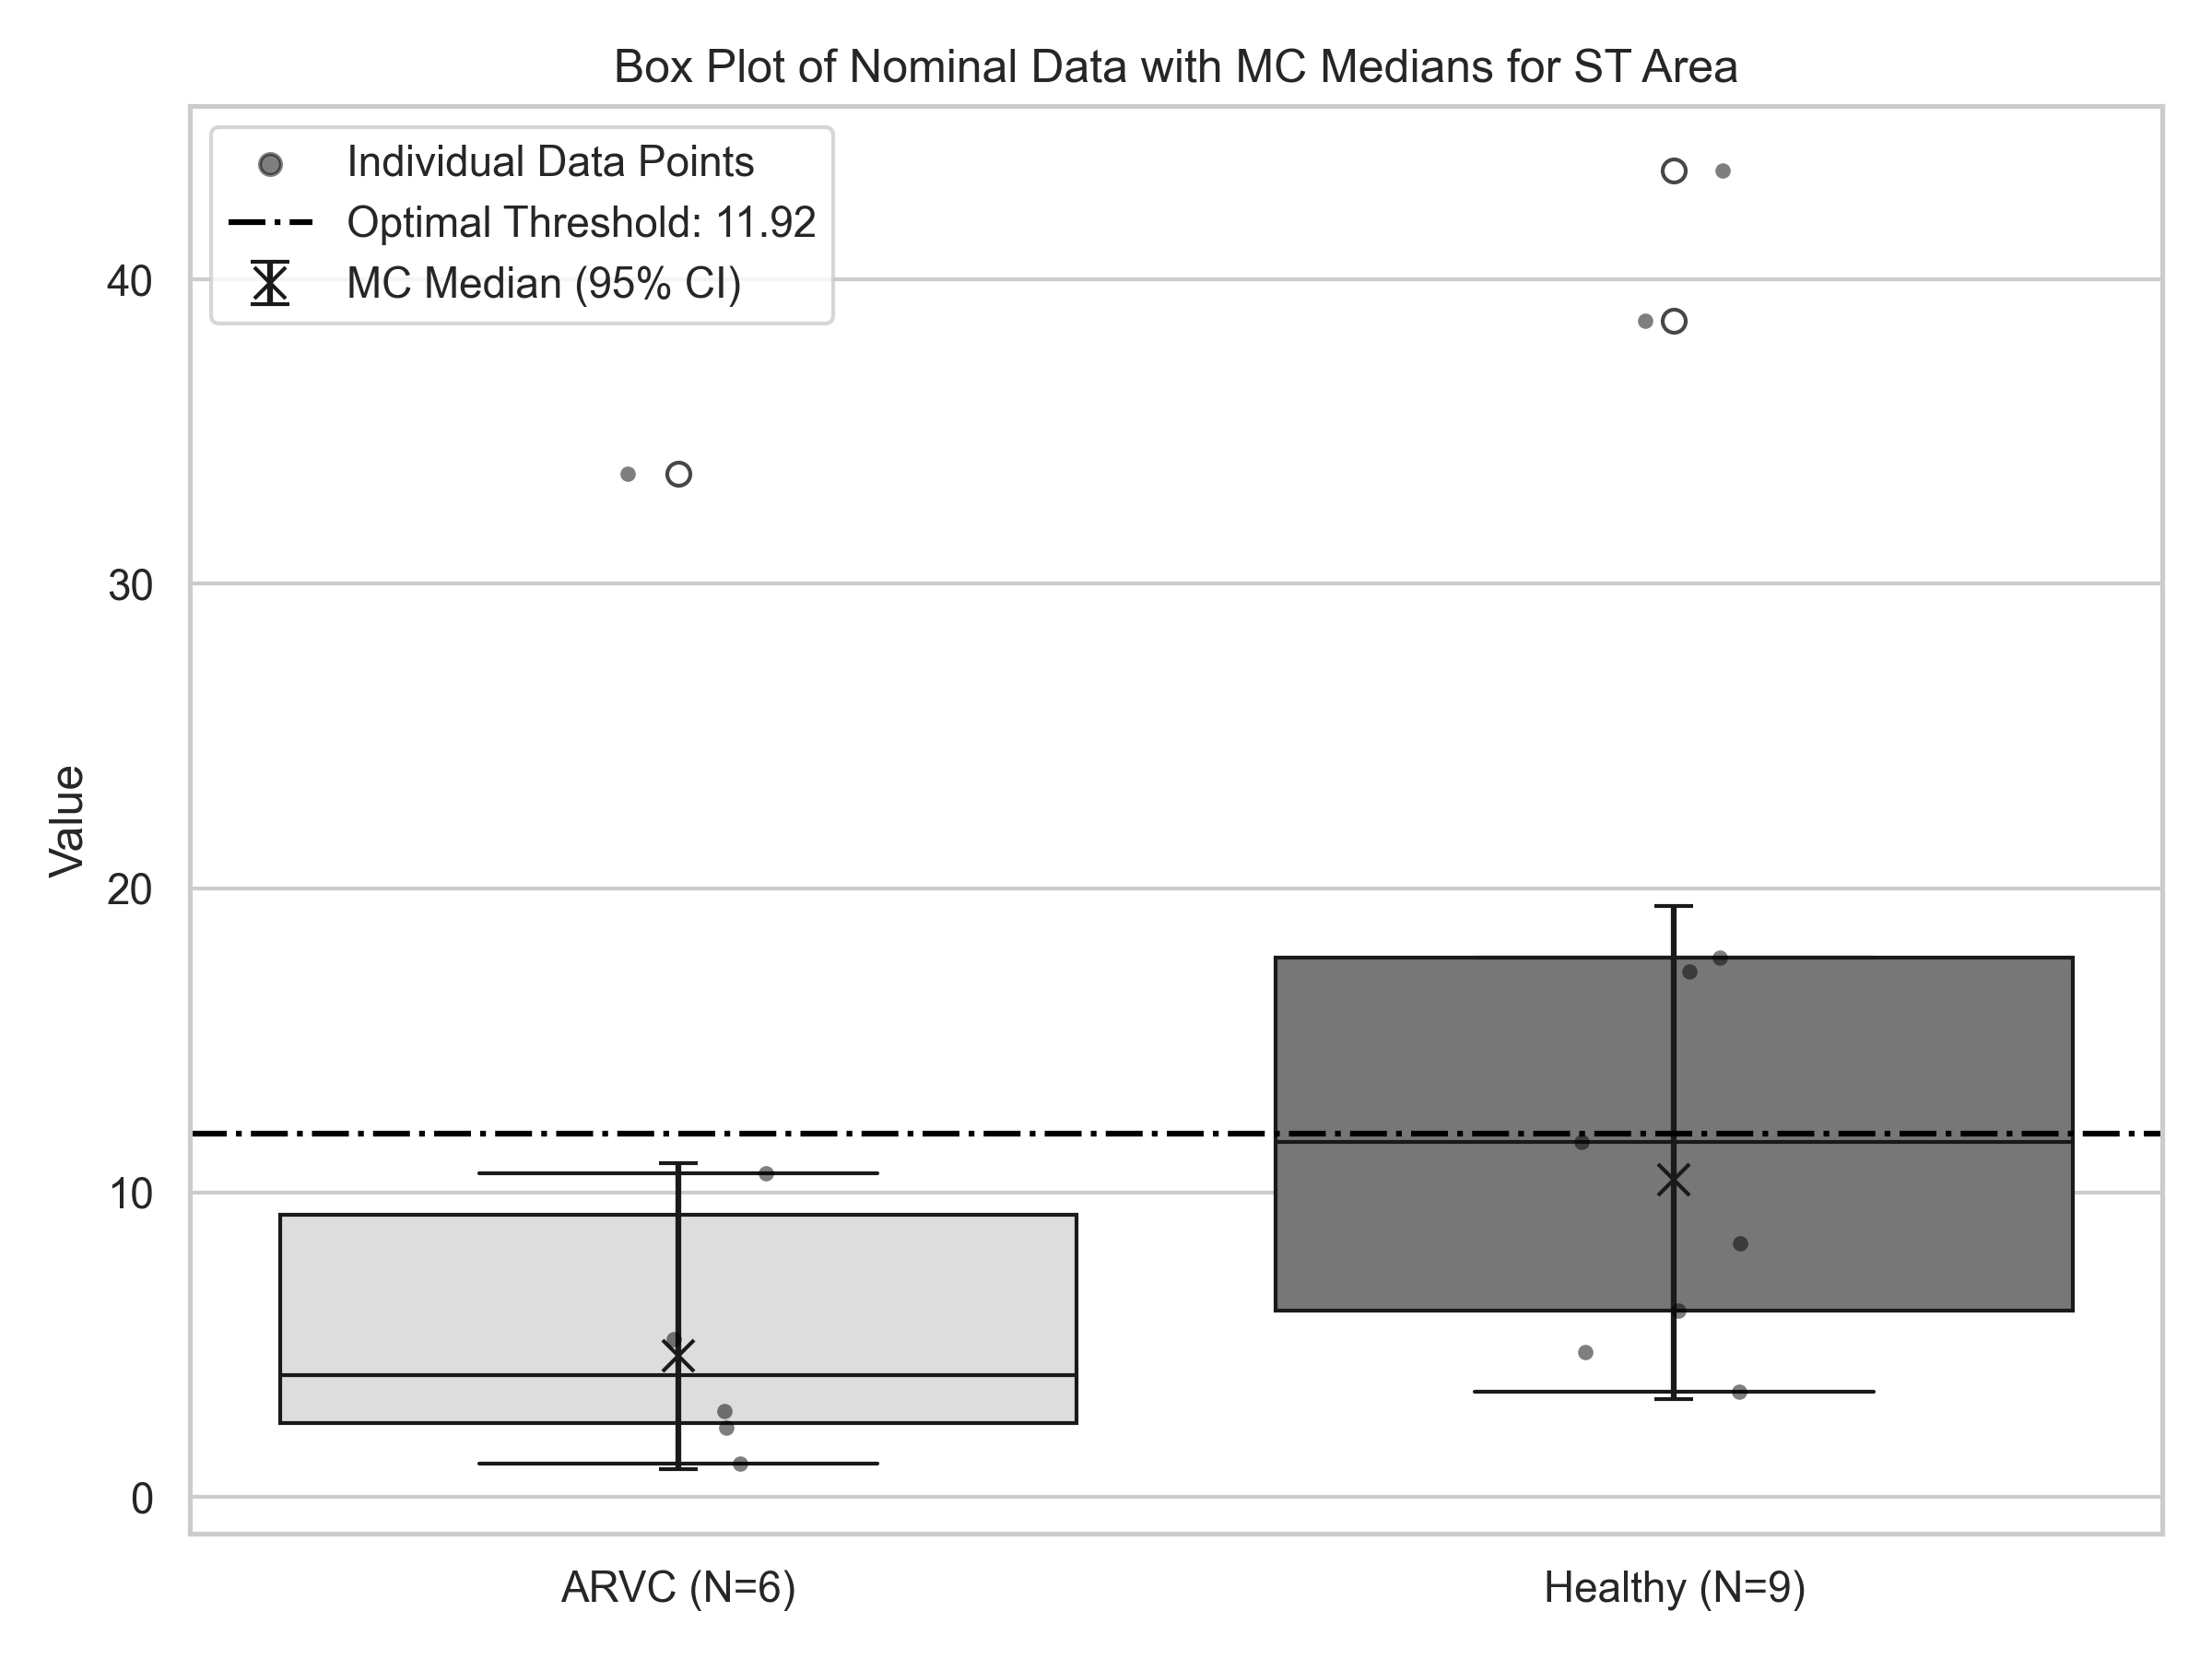 Box Plot of Nominal Data with MC Medians for ST Area
Individual Data Points
Optimal Threshold: 11.92
MC Median (95% CI)
40
30
20
10
0
Value
ARVC (N=6)
Healthy (N=9)